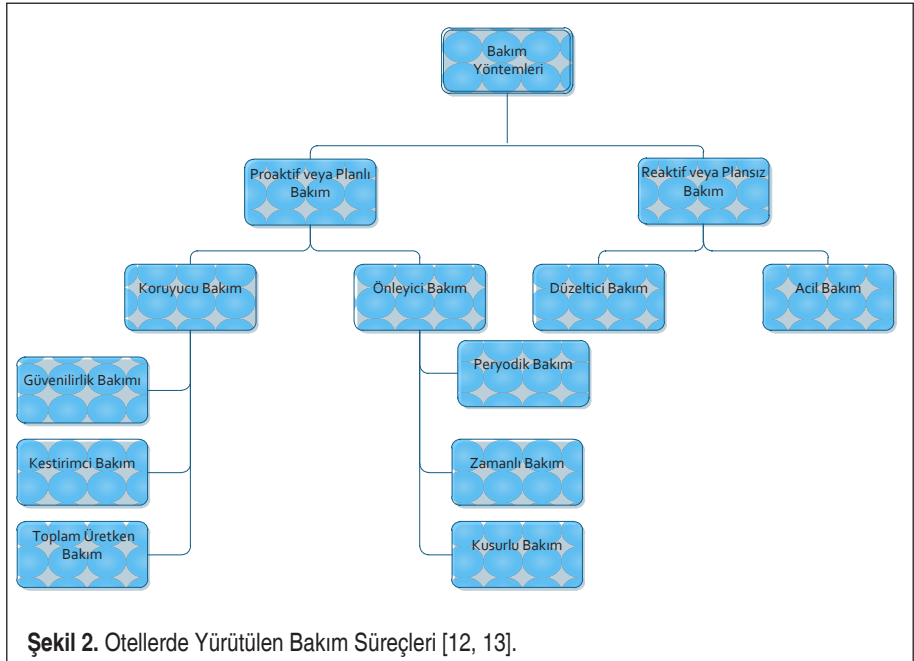 Bakım
Yöntemleri
Proaktif veya Planlı
Bakım
Reaktif veya Plansız
Bakım
Koruyucu Bakım
Önleyici Bakım
Düzeltici Bakım
Acil Bakım
Güvenilirlik Bakımı
Peryodik Bakım
Kestirimci Bakım
Zamanlı Bakım
Toplam Üretken
Bakım
Kusurlu Bakım
Şekil 2. Otellerde Yürütülen Bakım Süreçleri [12, 13].